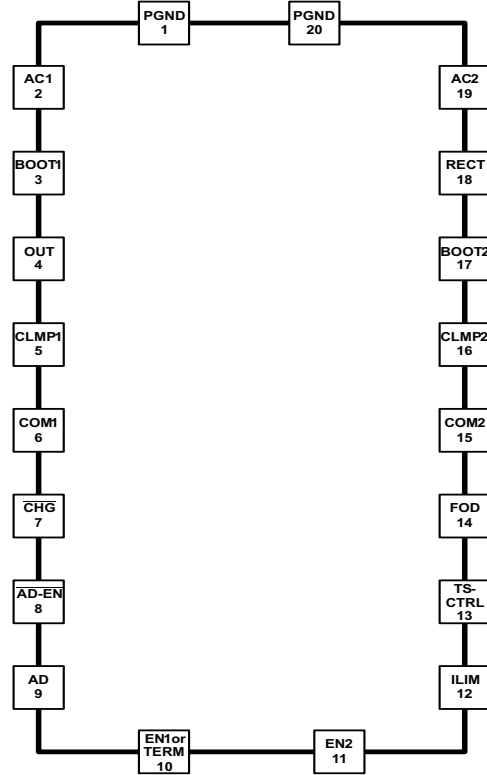 PGND
1
PGND
20
AC1
2
AC2
19
BOOT1
3
RECT
18
OUT
4
BOOT2
17
CLMP1
5
CLMP2
16
COM1
6
COM2
15
CHG
7
FOD
14
AD-EN
8
TS-
CTRL
13
AD
9
ILIM
12
EN1or
TERM
10
EN2
11